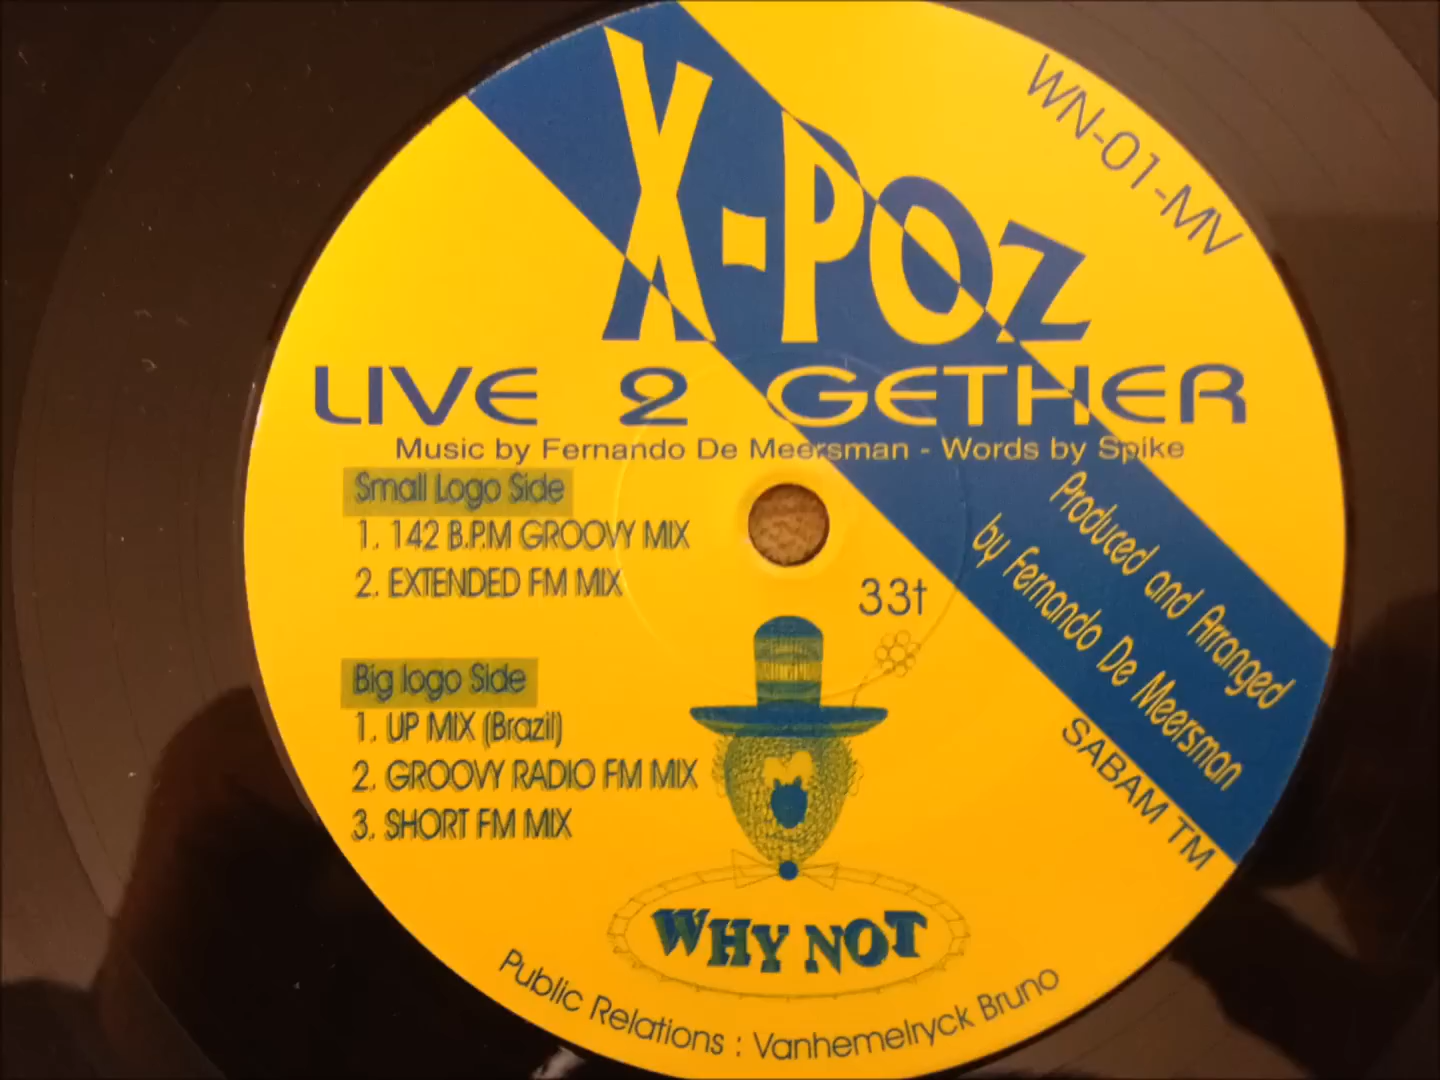 X-POZ
WN-01-MV
LIVE 2 GETHER
Music by Fernando De Meersman - Words by Spike
Small Logo Side
1. 142 B.P.M GROOVY MIX
2. EXTENDED FM MIX
33t
Produced and Arranged
by Fernando De Meersman
SABAM TM
Big logo Side
1. UP MIX (Brazil)
2. GROOVY RADIO FM MIX
3. SHORT FM MIX
WHY NOT
Public Relations : Vanhemelryck Bruno